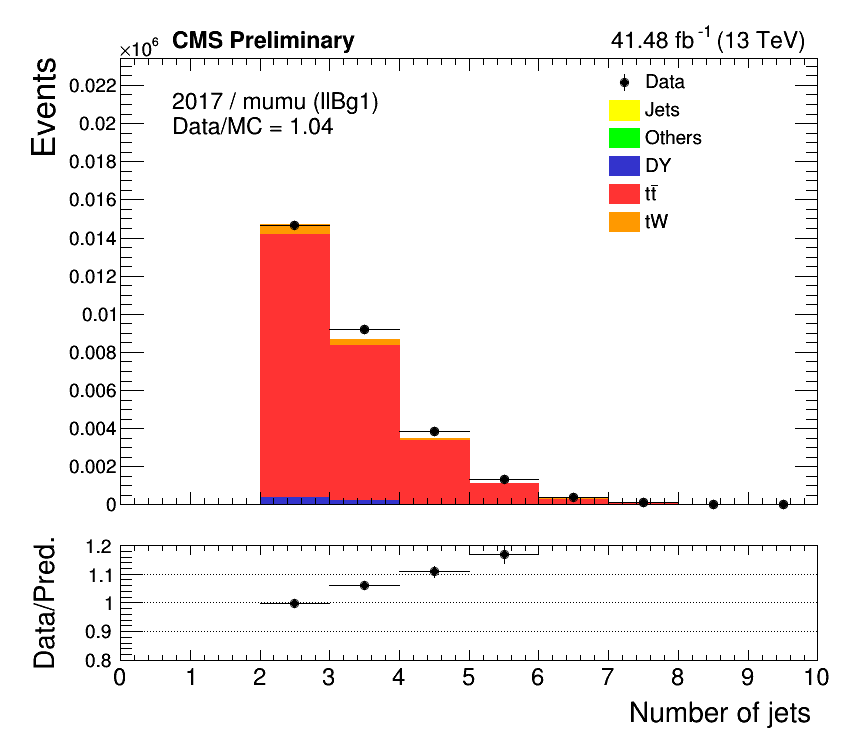 ×10⁶ CMS Preliminary 41.48 fb⁻¹ (13 TeV)
Events
2017 / mumu (llBg1)
Data/MC = 1.04
Data
Jets
Others
DY
tt̄
tW
0.022
0.02
0.018
0.016
0.014
0.012
0.01
0.008
0.006
0.004
0.002
0
Data/Pred.
1.2
1.1
1
0.9
0.8
0 1 2 3 4 5 6 7 8 9 10
Number of jets